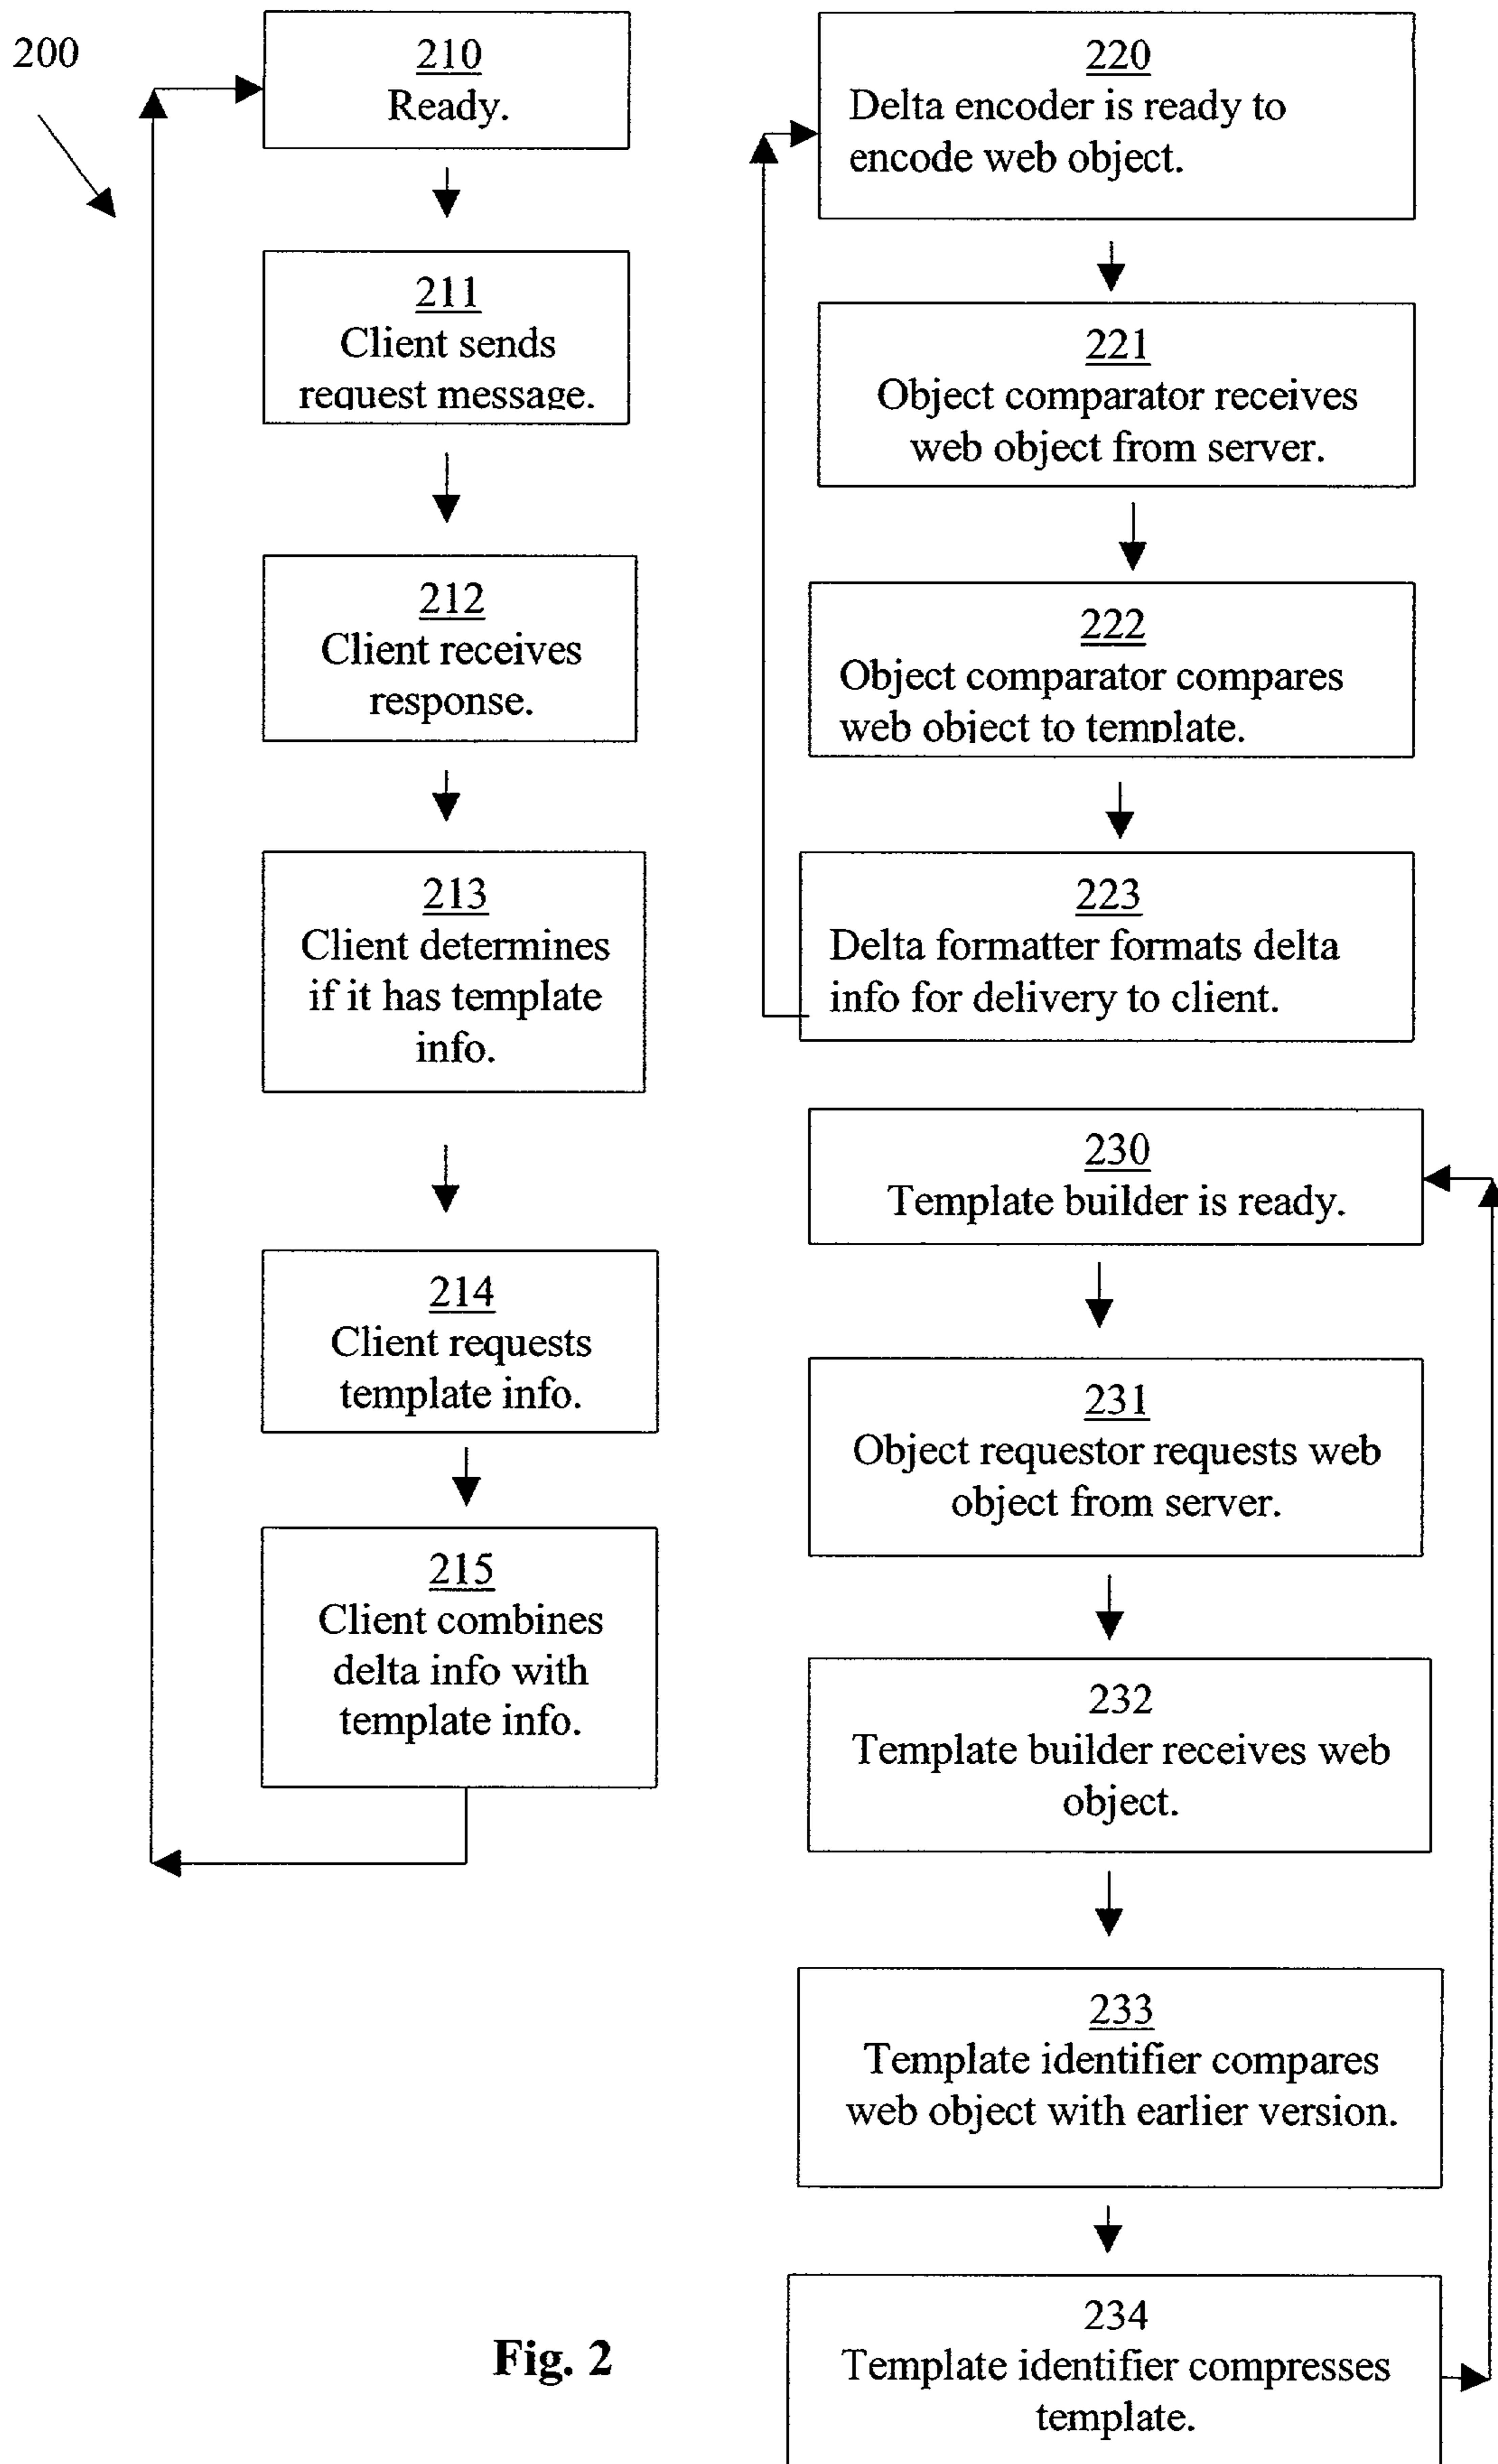 200
210
Ready.
211
Client sends
request message.
212
Client receives
response.
213
Client determines
if it has template
info.
214
Client requests
template info.
215
Client combines
delta info with
template info.
220
Delta encoder is ready to
encode web object.
221
Object comparator receives
web object from server.
222
Object comparator compares
web object to template.
223
Delta formatter formats delta
info for delivery to client.
230
Template builder is ready.
231
Object requestor requests web
object from server.
232
Template builder receives web
object.
233
Template identifier compares
web object with earlier version.
234
Template identifier compresses
template.
Fig. 2